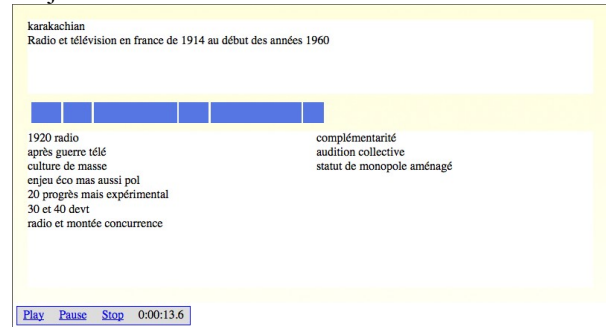 karakachian
Radio et télévision en france de 1914 au début des années 1960
1920 radio
après guerre télé
culture de masse
enjeu éco mas aussi pol
20 progrès mais expérimental
30 et 40 devt
radio et montée concurrence
complémentarité
audition collective
statut de monopole aménagé
Play Pause Stop 0:00:13.6